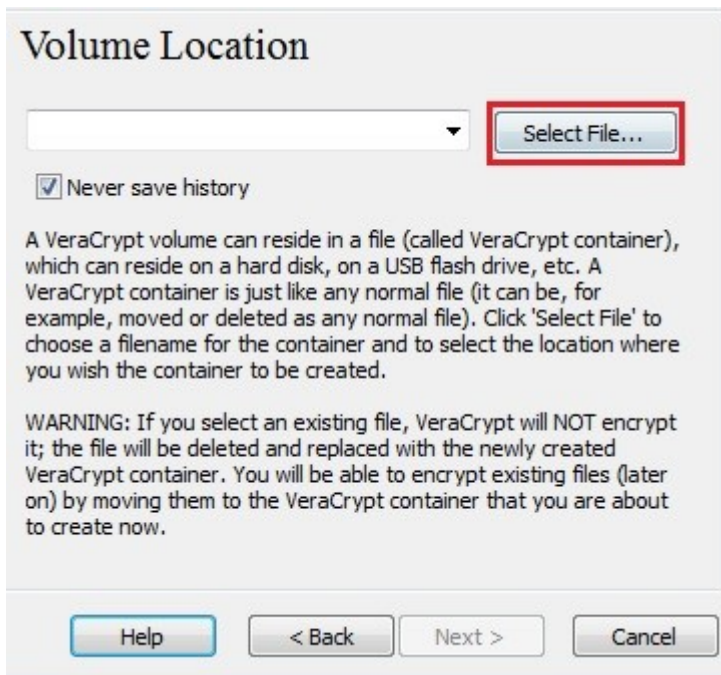 Volume Location
Select File...
Never save history
A VeraCrypt volume can reside in a file (called VeraCrypt container),
which can reside on a hard disk, on a USB flash drive, etc. A
VeraCrypt container is just like any normal file (it can be, for
example, moved or deleted as any normal file). Click 'Select File' to
choose a filename for the container and to select the location where
you wish the container to be created.
WARNING: If you select an existing file, VeraCrypt will NOT encrypt
it; the file will be deleted and replaced with the newly created
VeraCrypt container. You will be able to encrypt existing files (later
on) by moving them to the VeraCrypt container that you are about
to create now.
Help < Back Next > Cancel